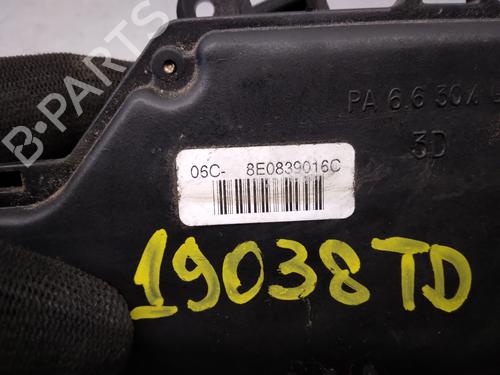 PA 6.6 30%
3D
06C- 8E0839016C
19038TD
B-PARTS